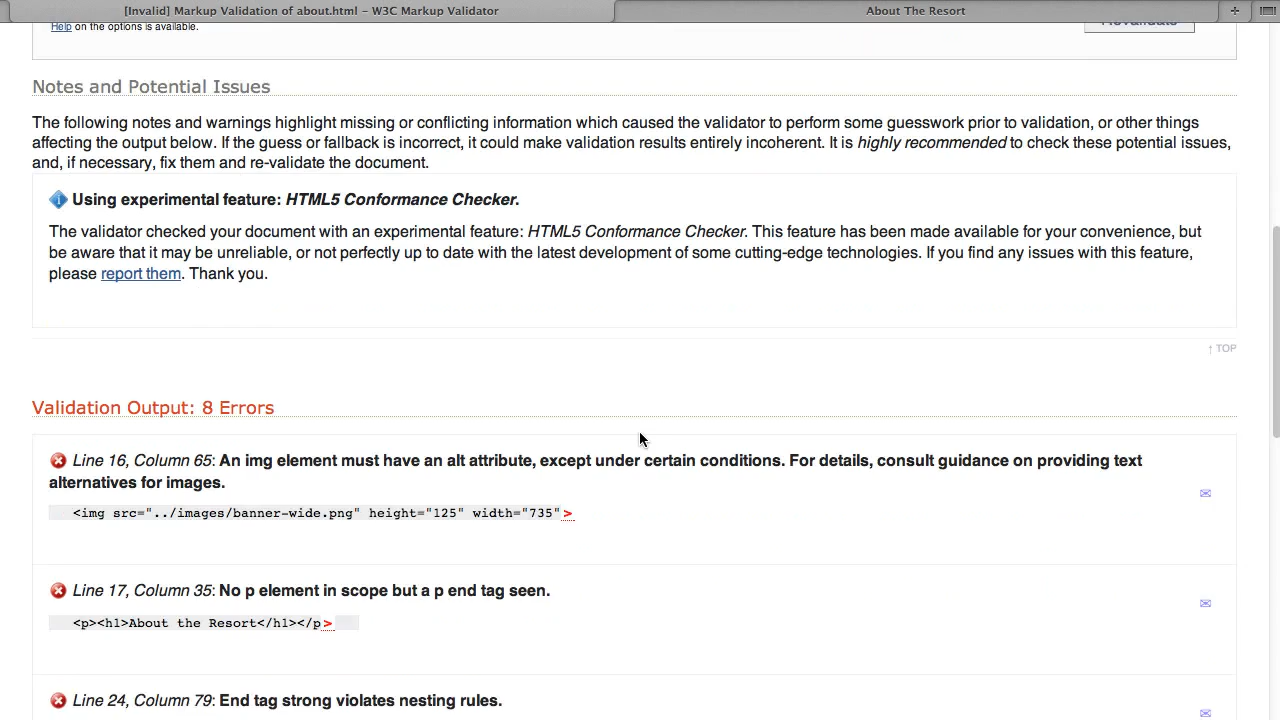 [Invalid] Markup Validation of about.html – W3C Markup Validator
About The Resort
Help on the options is available.
Notes and Potential Issues
The following notes and warnings highlight missing or conflicting information which caused the validator to perform some guesswork prior to validation, or other things
affecting the output below. If the guess or fallback is incorrect, it could make validation results entirely incoherent. It is highly recommended to check these potential issues,
and, if necessary, fix them and re-validate the document.
Using experimental feature: HTML5 Conformance Checker.
The validator checked your document with an experimental feature: HTML5 Conformance Checker. This feature has been made available for your convenience, but
be aware that it may be unreliable, or not perfectly up to date with the latest development of some cutting-edge technologies. If you find any issues with this feature,
please report them. Thank you.
↑ TOP
Validation Output: 8 Errors
Line 16, Column 65: An img element must have an alt attribute, except under certain conditions. For details, consult guidance on providing text
alternatives for images.
<img src="../images/banner-wide.png" height="125" width="735">
Line 17, Column 35: No p element in scope but a p end tag seen.
<p><h1>About the Resort</h1></p>
Line 24, Column 79: End tag strong violates nesting rules.